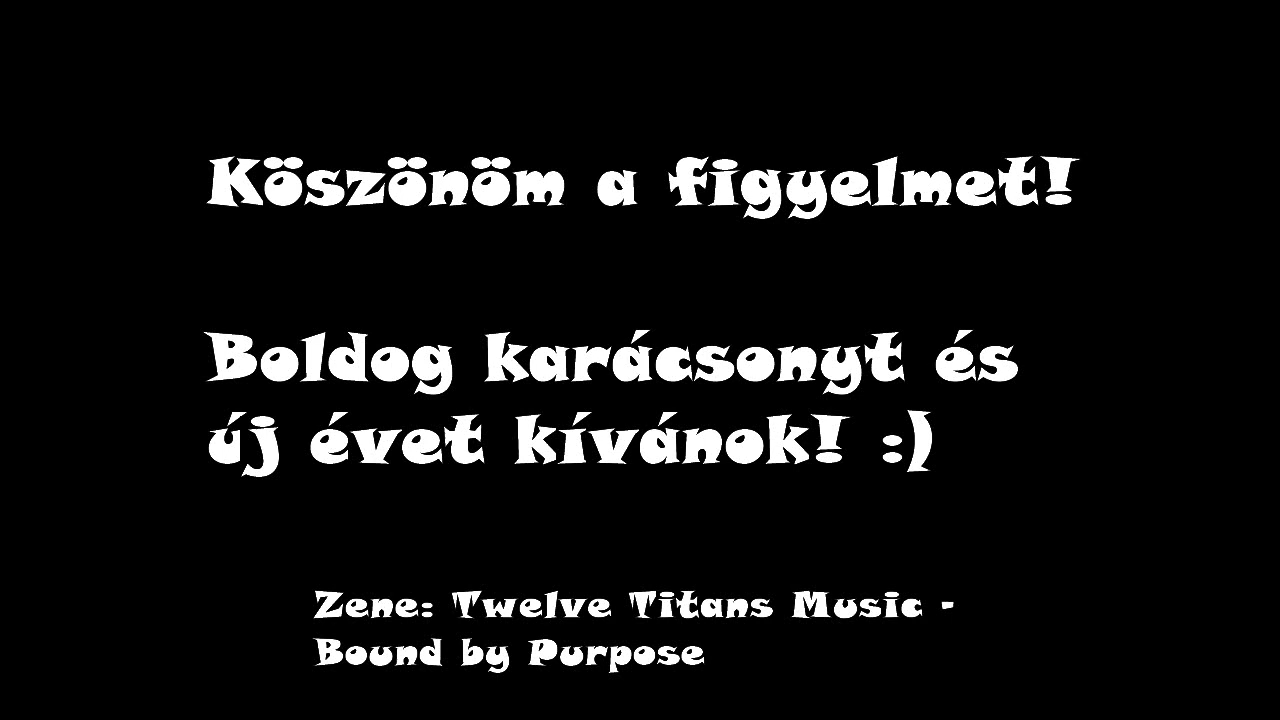 Köszönöm a figyelmet!
Boldog karácsonyt és
új évet kívánok! :)
Zene: Twelve Titans Music -
Bound by Purpose